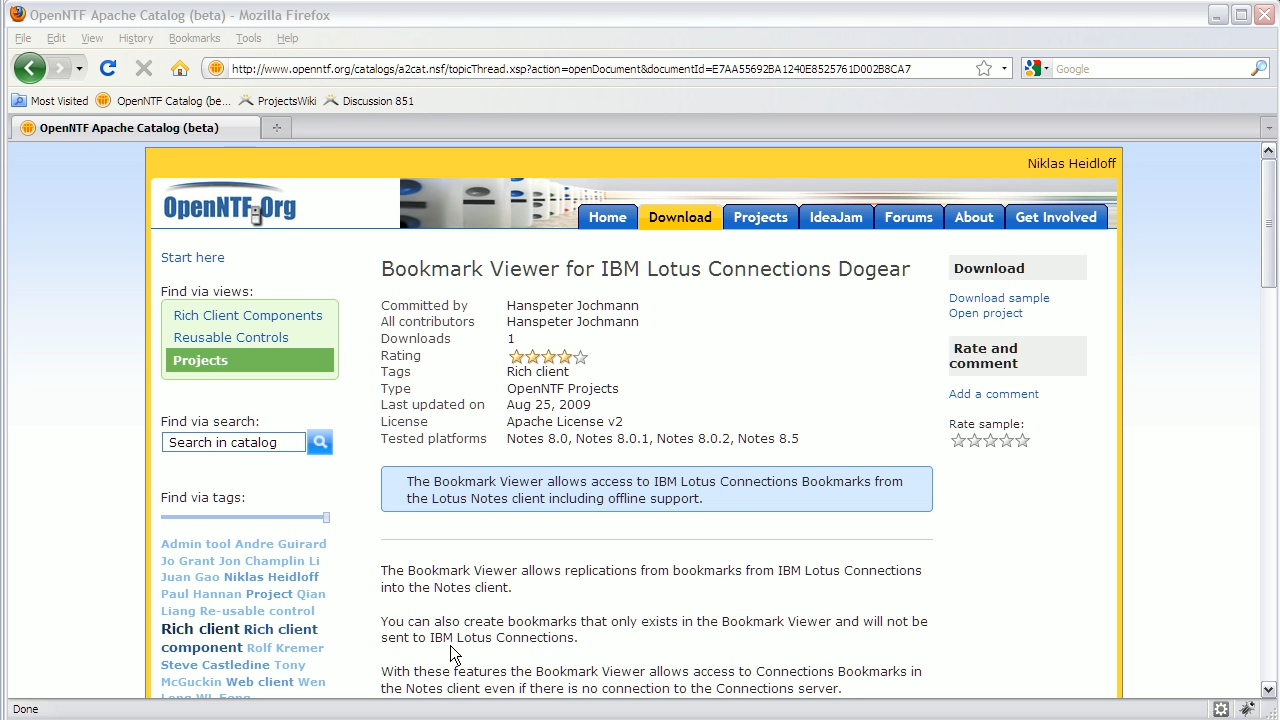 OpenNTF Apache Catalog (beta) - Mozilla Firefox
File Edit View History Bookmarks Tools Help
http://www.openntf.org/catalogs/a2cat.nsf/topicThread.xsp?action=openDocument&documentId=E7AA55692BA1240E8525761D002B8CA7
Google
Most Visited OpenNTF Catalog (be... ProjectsWiki Discussion 851
OpenNTF Apache Catalog (beta)
Niklas Heidloff
OpenNTF.Org
Home Download Projects IdeaJam Forums About Get Involved
Start here
Find via views:
Rich Client Components
Reusable Controls
Projects
Find via search:
Search in catalog
Find via tags:
Admin tool Andre Guirard
Jo Grant Jon Champlin Li
Juan Gao Niklas Heidloff
Paul Hannan Project Qian
Liang Re-usable control
Rich client Rich client
component Rolf Kremer
Steve Castledine Tony
McGuckin Web client Wen
Bookmark Viewer for IBM Lotus Connections Dogear
Committed by Hanspeter Jochmann
All contributors Hanspeter Jochmann
Downloads 1
Rating
Tags Rich client
Type OpenNTF Projects
Last updated on Aug 25, 2009
License Apache License v2
Tested platforms Notes 8.0, Notes 8.0.1, Notes 8.0.2, Notes 8.5
The Bookmark Viewer allows access to IBM Lotus Connections Bookmarks from
the Lotus Notes client including offline support.
The Bookmark Viewer allows replications from bookmarks from IBM Lotus Connections
into the Notes client.
You can also create bookmarks that only exists in the Bookmark Viewer and will not be
sent to IBM Lotus Connections.
With these features the Bookmark Viewer allows access to Connections Bookmarks in
the Notes client even if there is no connection to the Connections server.
Download
Download sample
Open project
Rate and
comment
Add a comment
Rate sample:
Done